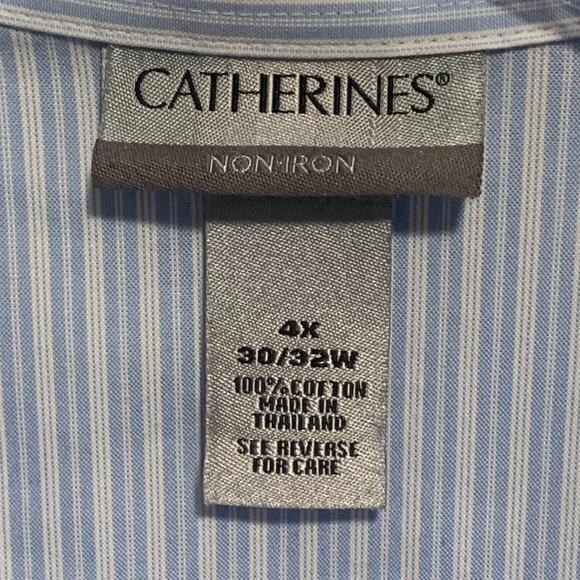 CATHERINES®
NON-IRON
4X
30/32W
100% COTTON
MADE IN
THAILAND
SEE REVERSE
FOR CARE